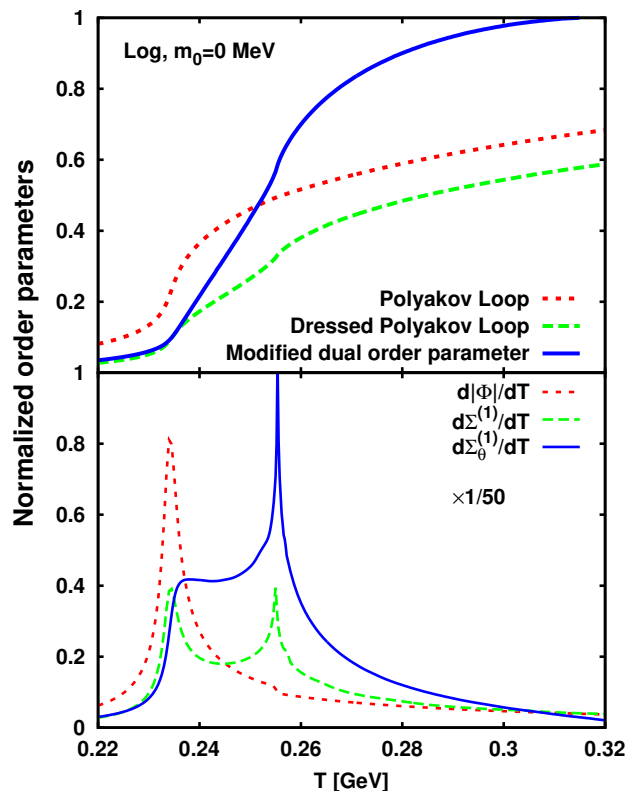 Normalized order parameters
1
Log, m0=0 MeV
0.8
0.6
0.4
0.2
Polyakov Loop
Dressed Polyakov Loop
Modified dual order parameter
1
d|Φ|/dT
dΣ(1)/dT
dΣθ(1)/dT
×1/50
0.8
0.6
0.4
0.2
0
0.22 0.24 0.26 0.28 0.3 0.32
T [GeV]